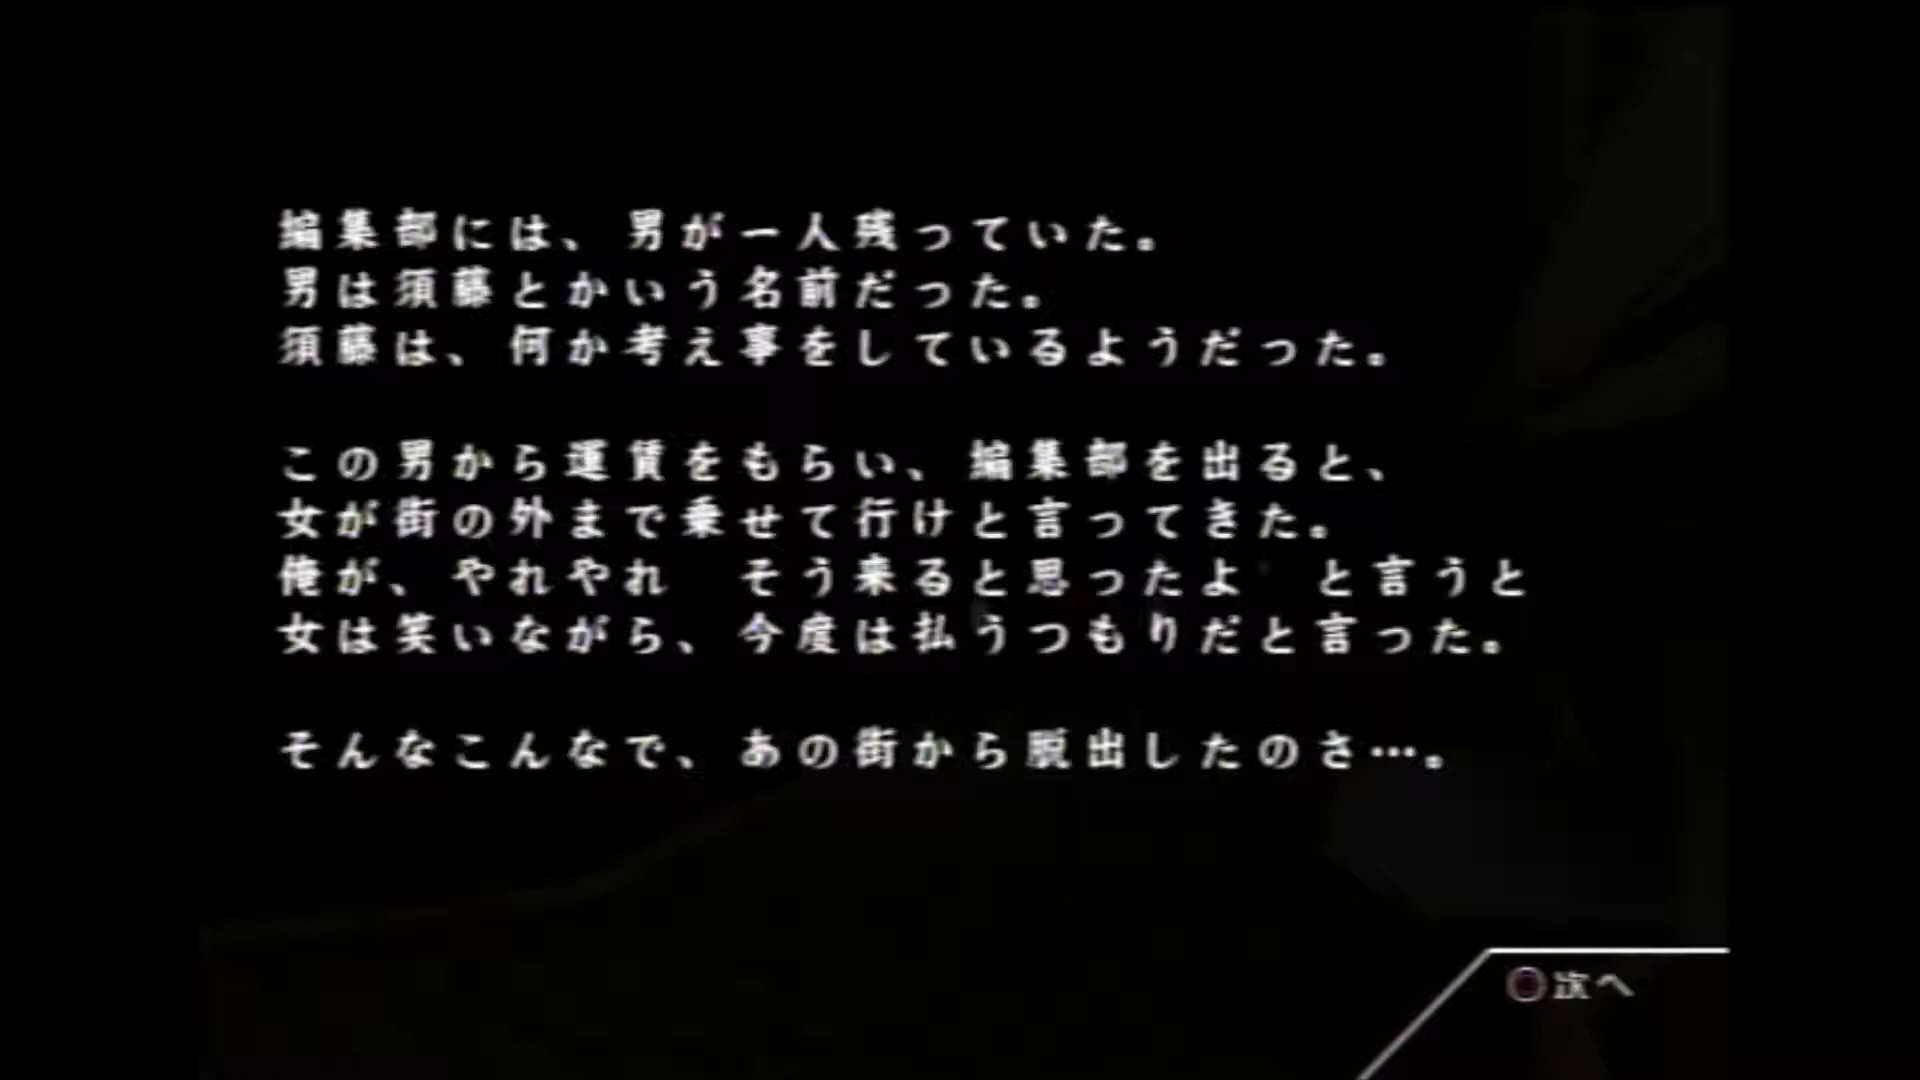 編集部には、男が一人残っていた。
男は須藤とかいう名前だった。
須藤は、何か考え事をしているようだった。
この男から運賃をもらい、編集部を出ると、
女が街の外まで乗せて行けと言ってきた。
俺が、やれやれ　そう来ると思ったよ　と言うと
女は笑いながら、今度は払うつもりだと言った。
そんなこんなで、あの街から脱出したのさ…。
次へ